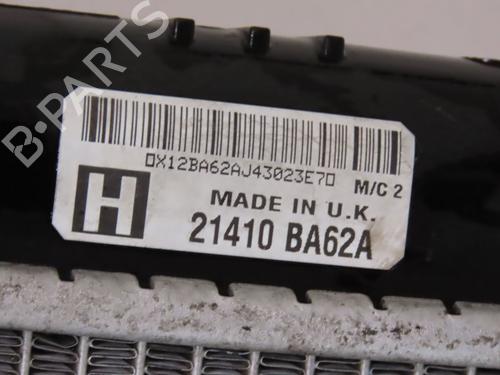 B-PARTS
0X12BA62AJ43023E70
M/C 2
H
MADE IN U.K.
21410 BA62A